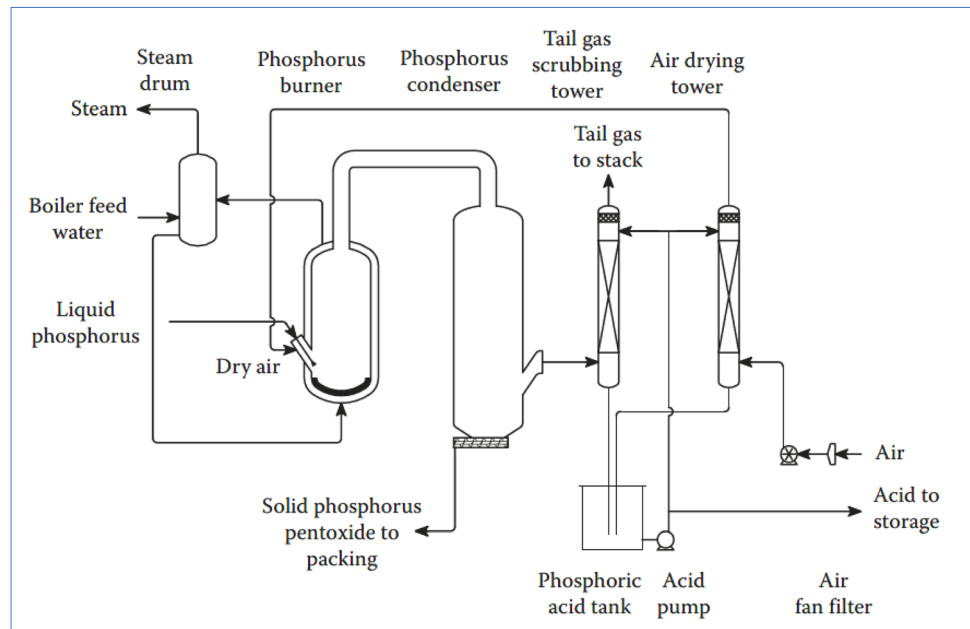 Steam
drum
Phosphorus
burner
Phosphorus
condenser
Tail gas
scrubbing
tower
Air drying
tower
Steam
Tail gas
to stack
Boiler feed
water
Liquid
phosphorus
Dry air
Air
Solid phosphorus
pentoxide to
packing
Acid to
storage
Phosphoric
acid tank
Acid
pump
Air
fan filter